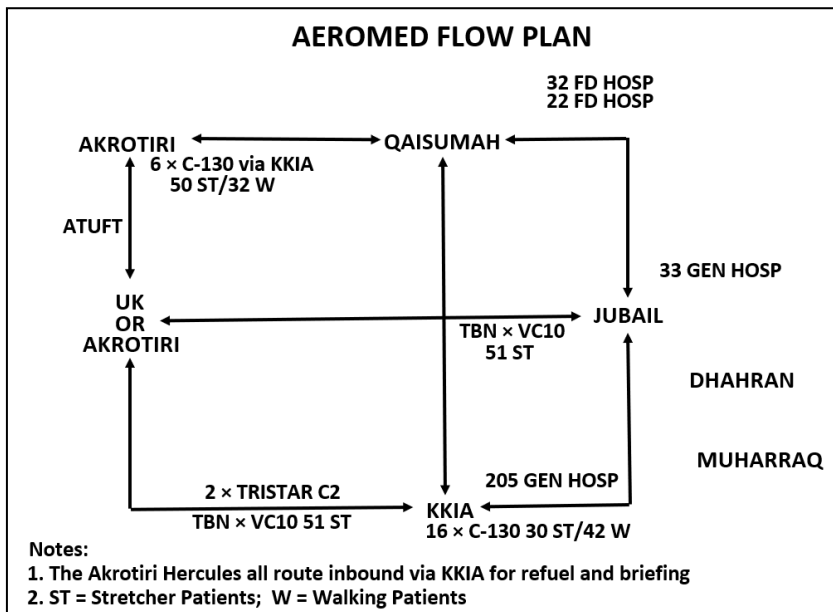 AEROMED FLOW PLAN
32 FD HOSP
22 FD HOSP
AKROTIRI
QAISUMAH
6 × C-130 via KKIA
50 ST/32 W
ATUFT
33 GEN HOSP
UK
OR
AKROTIRI
JUBAIL
TBN × VC10
51 ST
DHAHRAN
MUHARRAQ
205 GEN HOSP
2 × TRISTAR C2
KKIA
TBN × VC10 51 ST
16 × C-130 30 ST/42 W
Notes:
1. The Akrotiri Hercules all route inbound via KKIA for refuel and briefing
2. ST = Stretcher Patients; W = Walking Patients